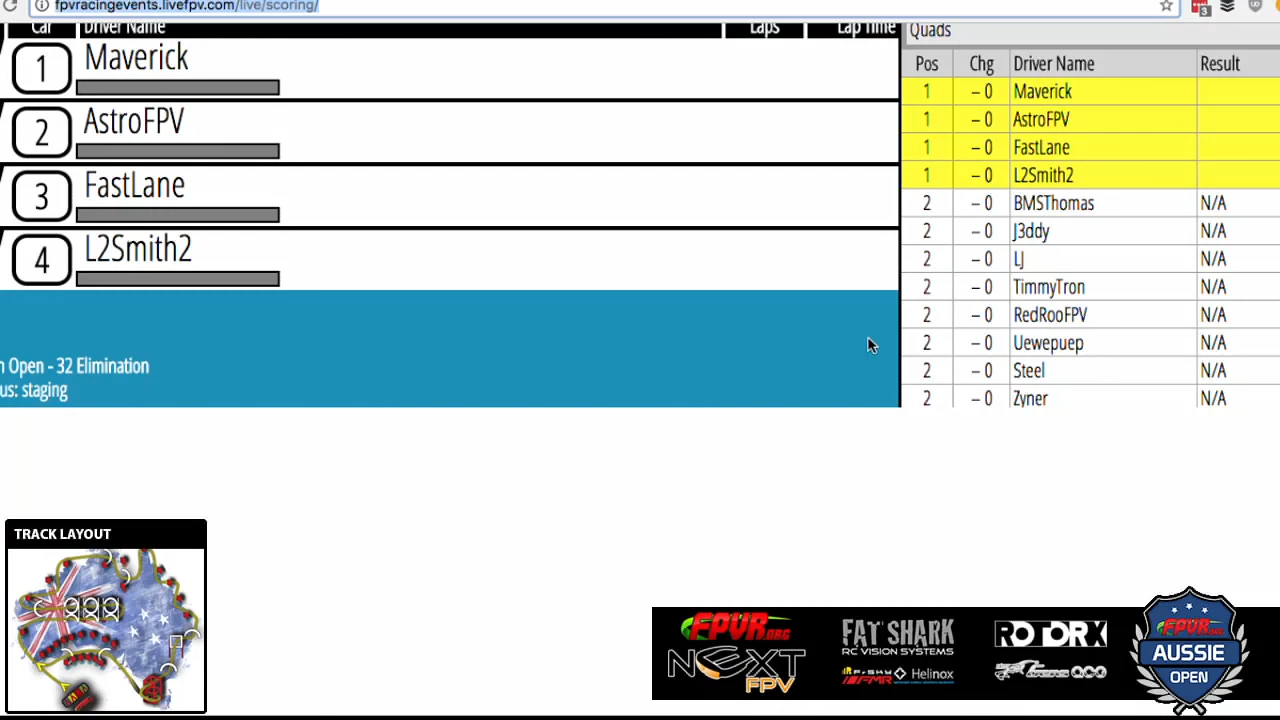 fpvracingevents.livefpv.com/live/scoring/
Car Driver Name Laps Lap Time
1 Maverick
2 AstroFPV
3 FastLane
4 L2Smith2
n Open - 32 Elimination
us: staging
Quads
Pos Chg Driver Name Result
1 – 0 Maverick
1 – 0 AstroFPV
1 – 0 FastLane
1 – 0 L2Smith2
2 – 0 BMSThomas N/A
2 – 0 J3ddy N/A
2 – 0 LJ N/A
2 – 0 TimmyTron N/A
2 – 0 RedRooFPV N/A
2 – 0 Uewepuep N/A
2 – 0 Steel N/A
2 – 0 Zyner N/A
TRACK LAYOUT
FPVR.ORG
NEXT
FPV
FAT SHARK
RC VISION SYSTEMS
FMR Helinox
ROTORX
FPVR.ORG
AUSSIE
OPEN